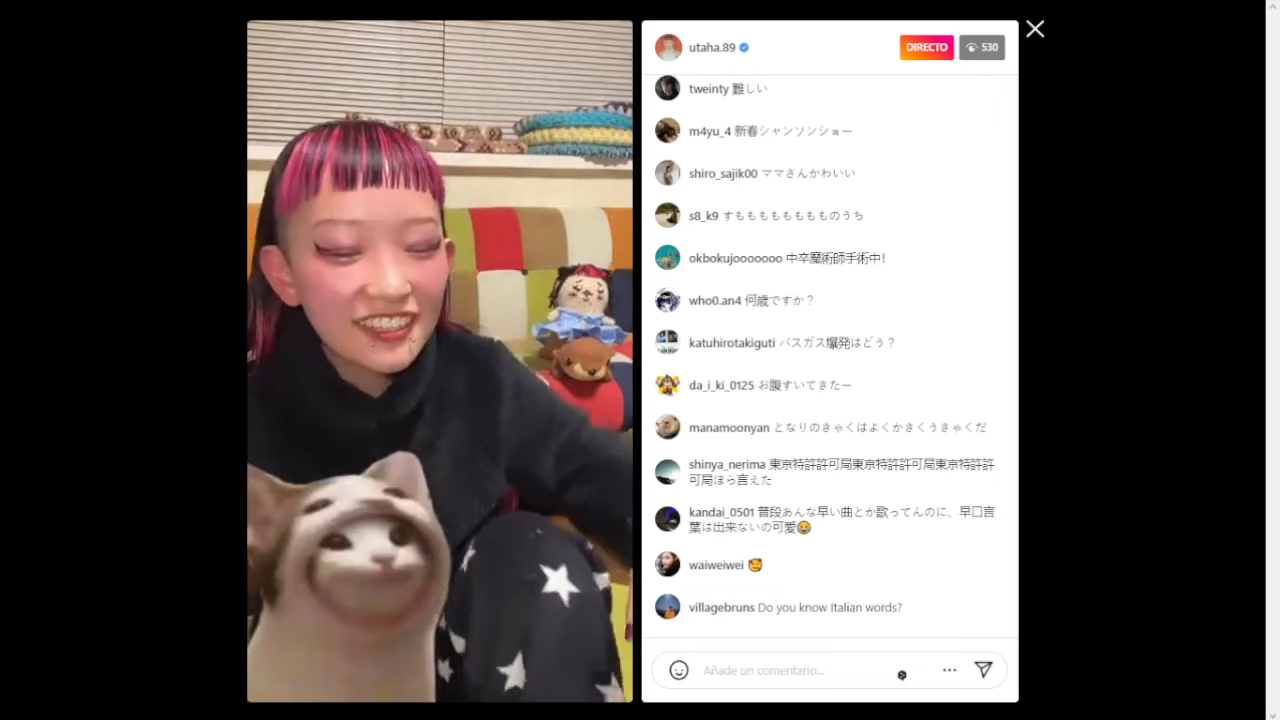 utaha.89
DIRECTO
530
tweinty 難しい
m4yu_4 新春シャンソンショー
shiro_sajik00 ママさんかわいい
s8_k9 すもももももももものうち
okbokujooooooo 中卒魔術師手術中!
who0.an4 何歳ですか？
katuhirotakiguti バスガス爆発はどう？
da_i_ki_0125 お腹すいてきたー
manamoonyan となりのきゃくはよくかきくうきゃくだ
shinya_nerima 東京特許許可局東京特許許可局東京特許許
可局ほら言えた
kandai_0501 普段あんな早い曲とか歌ってんのに、早口言
葉は出来ないの可愛😂
waiweiwei 🥰
villagebruns Do you know Italian words?
Añade un comentario...